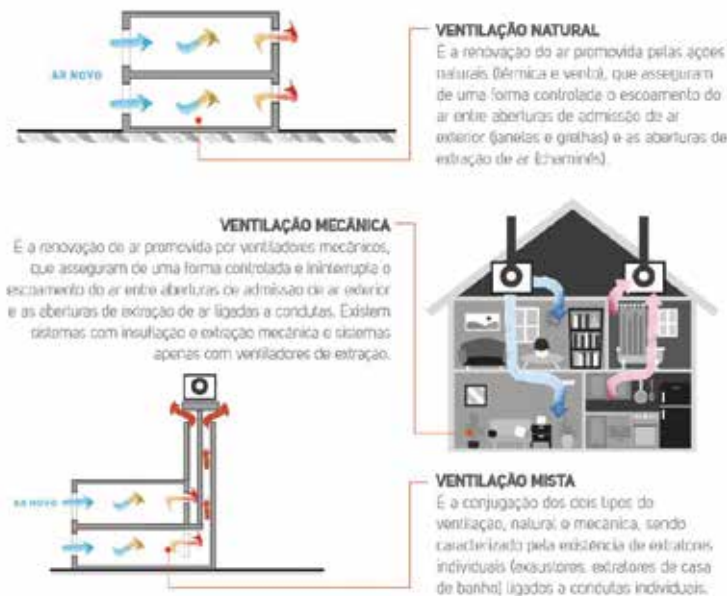 VENTILAÇÃO NATURAL
É a renovação do ar promovida pelas ações
naturais (térmica e vento), que asseguram
de uma forma controlada o escoamento do
ar entre aberturas de admissão de ar
exterior (janelas e grelhas) e as aberturas de
extração de ar (chaminés).
AR NOVO
VENTILAÇÃO MECÂNICA
É a renovação do ar promovida por ventiladores mecânicos,
que asseguram de uma forma controlada e ininterrupta o
escoamento do ar entre aberturas de admissão de ar exterior
e as aberturas de extração de ar ligadas a condutas. Existem
sistemas com insuflação e extração mecânica e sistemas
apenas com ventiladores de extração.
AR NOVO
VENTILAÇÃO MISTA
É a conjugação dos dois tipos de
ventilação, natural e mecânica, sendo
caracterizado pela existência de extratores
individuais (exaustores, extratores de casa
de banho) ligados a condutas individuais.